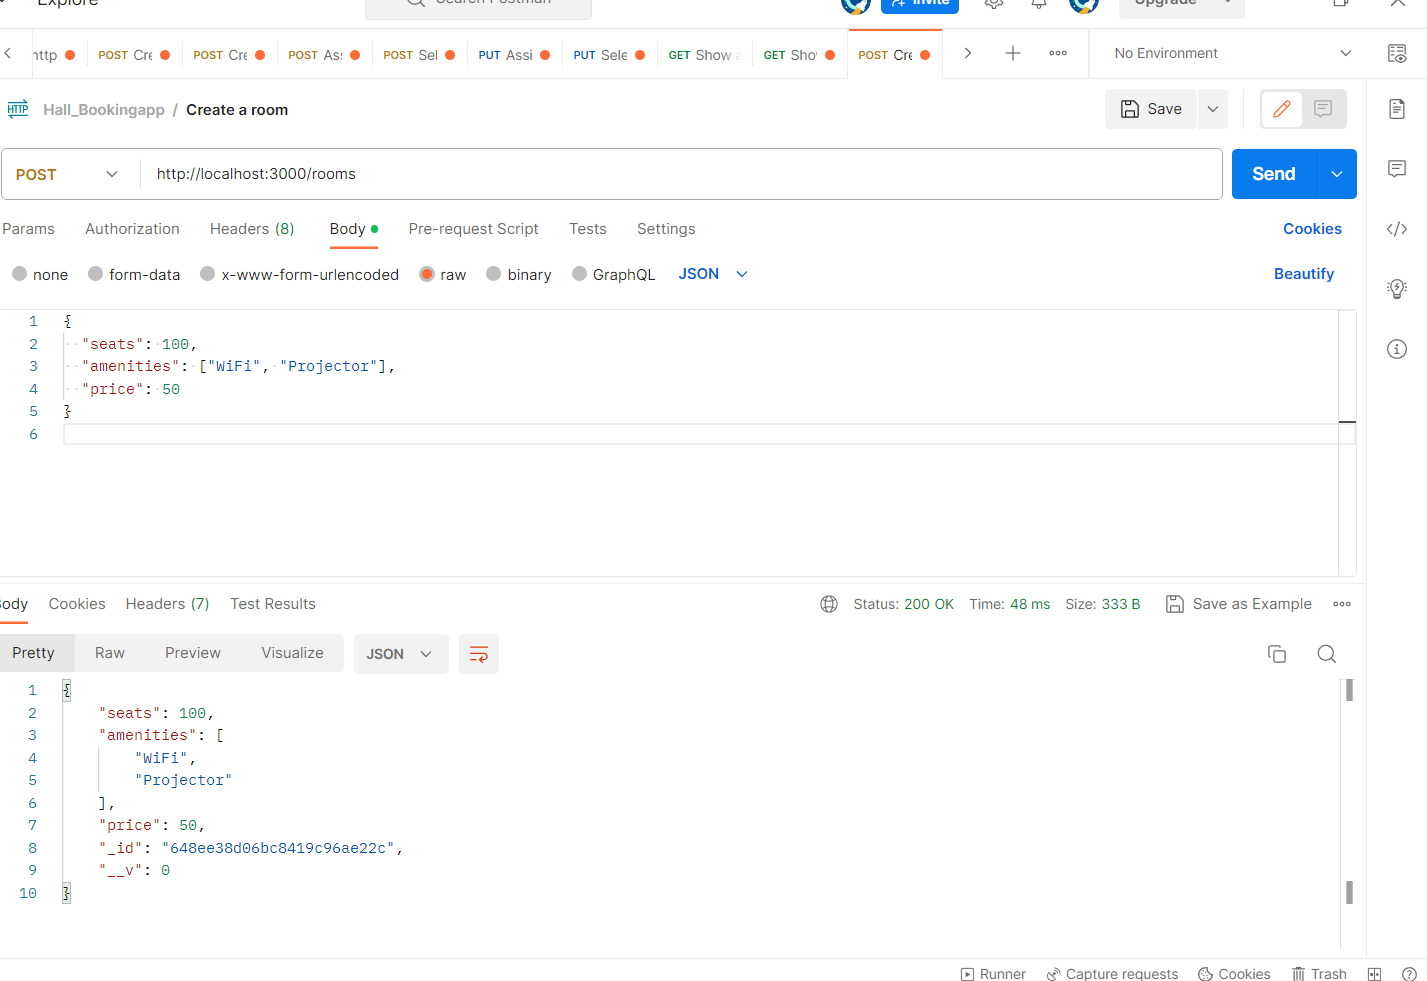 Explore
Search Postman
Invite
Upgrade
http
POST Cre
POST Cre
POST Ass
POST Sel
PUT Assi
PUT Sele
GET Show a
GET Sho
POST Cre
No Environment
HTTP Hall_Bookingapp / Create a room
Save
POST
http://localhost:3000/rooms
Send
Params Authorization Headers (8) Body Pre-request Script Tests Settings
Cookies
none form-data x-www-form-urlencoded raw binary GraphQL JSON
Beautify
1 {
2 "seats": 100,
3 "amenities": ["WiFi", "Projector"],
4 "price": 50
5 }
6
Body Cookies Headers (7) Test Results
Status: 200 OK Time: 48 ms Size: 333 B
Save as Example
Pretty Raw Preview Visualize JSON
1 {
2 "seats": 100,
3 "amenities": [
4 "WiFi",
5 "Projector"
6 ],
7 "price": 50,
8 "_id": "648ee38d06bc8419c96ae22c",
9 "__v": 0
10 }
Runner Capture requests Cookies Trash